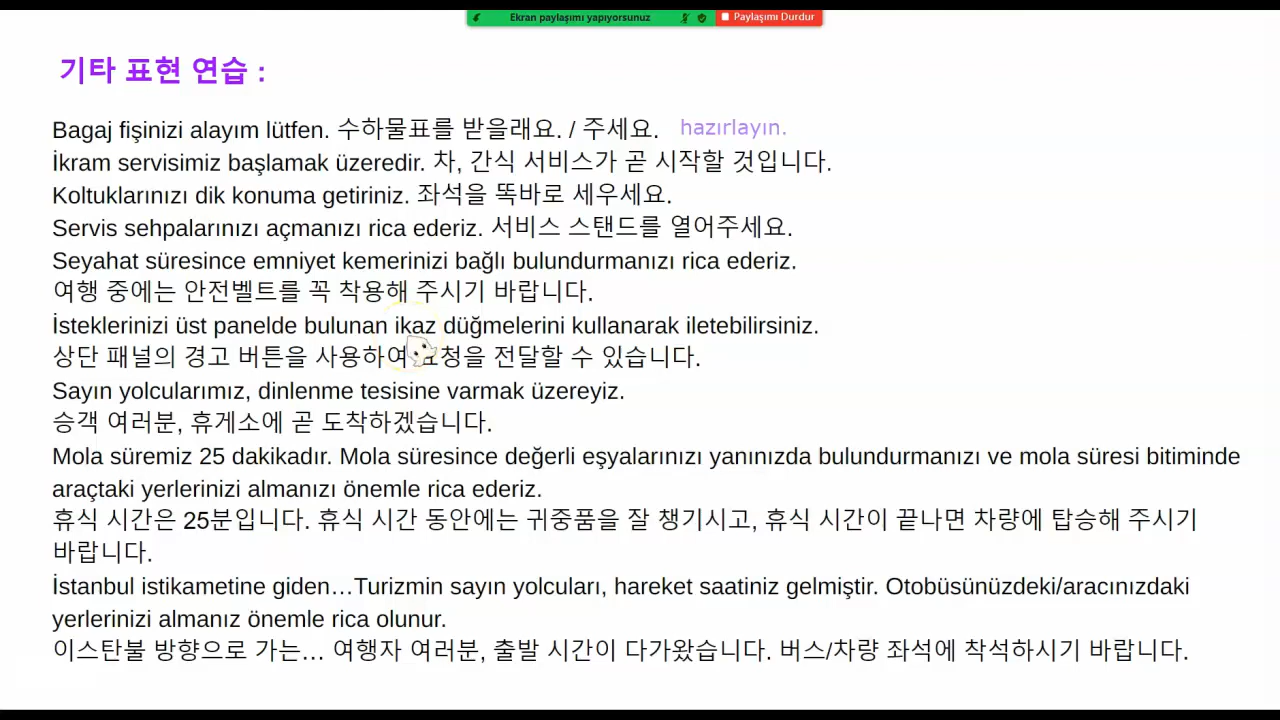 Ekran paylaşımı yapıyorsunuz Paylaşımı Durdur
기타 표현 연습 :
Bagaj fişinizi alayım lütfen. 수하물표를 받을래요. / 주세요. hazırlayın.
İkram servisimiz başlamak üzeredir. 차, 간식 서비스가 곧 시작할 것입니다.
Koltuklarınızı dik konuma getiriniz. 좌석을 똑바로 세우세요.
Servis sehpalarınızı açmanızı rica ederiz. 서비스 스탠드를 열어주세요.
Seyahat süresince emniyet kemerinizi bağlı bulundurmanızı rica ederiz.
여행 중에는 안전벨트를 꼭 착용해 주시기 바랍니다.
İsteklerinizi üst panelde bulunan ikaz düğmelerini kullanarak iletebilirsiniz.
상단 패널의 경고 버튼을 사용하여 전달할 수 있습니다.
Sayın yolcularımız, dinlenme tesisine varmak üzereyiz.
승객 여러분, 휴게소에 곧 도착하겠습니다.
Mola süremiz 25 dakikadır. Mola süresince değerli eşyalarınızı yanınızda bulundurmanızı ve mola süresi bitiminde
araçtaki yerlerinizi almanızı önemle rica ederiz.
휴식 시간은 25분입니다. 휴식 시간 동안에는 귀중품을 잘 챙기시고, 휴식 시간이 끝나면 차량에 탑승해 주시기
바랍니다.
İstanbul istikametine giden…Turizmin sayın yolcuları, hareket saatiniz gelmiştir. Otobüsünüzdeki/aracınızdaki
yerlerinizi almanız önemle rica olunur.
이스탄불 방향으로 가는… 여행자 여러분, 출발 시간이 다가왔습니다. 버스/차량 좌석에 착석하시기 바랍니다.